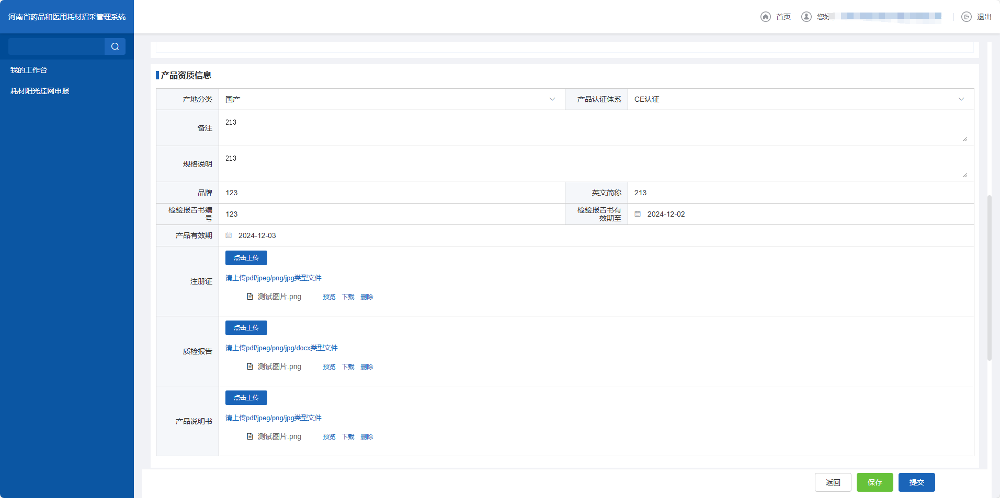 河南省药品和医用耗材招采管理系统
首页
您好
退出
我的工作台
耗材阳光挂网申报
产品资质信息
产地分类 国产 产品认证体系 CE认证
备注 213
规格说明 213
品牌 123 英文简称 213
检验报告书编
号
123
检验报告书有
效期至
2024-12-02
产品有效期 2024-12-03
注册证
点击上传
请上传pdf/jpeg/png/jpg类型文件
测试图片.png 预览 下载 删除
质检报告
点击上传
请上传pdf/jpeg/png/jpg/docx类型文件
测试图片.png 预览 下载 删除
产品说明书
点击上传
请上传pdf/jpeg/png/jpg类型文件
测试图片.png 预览 下载 删除
返回 保存 提交